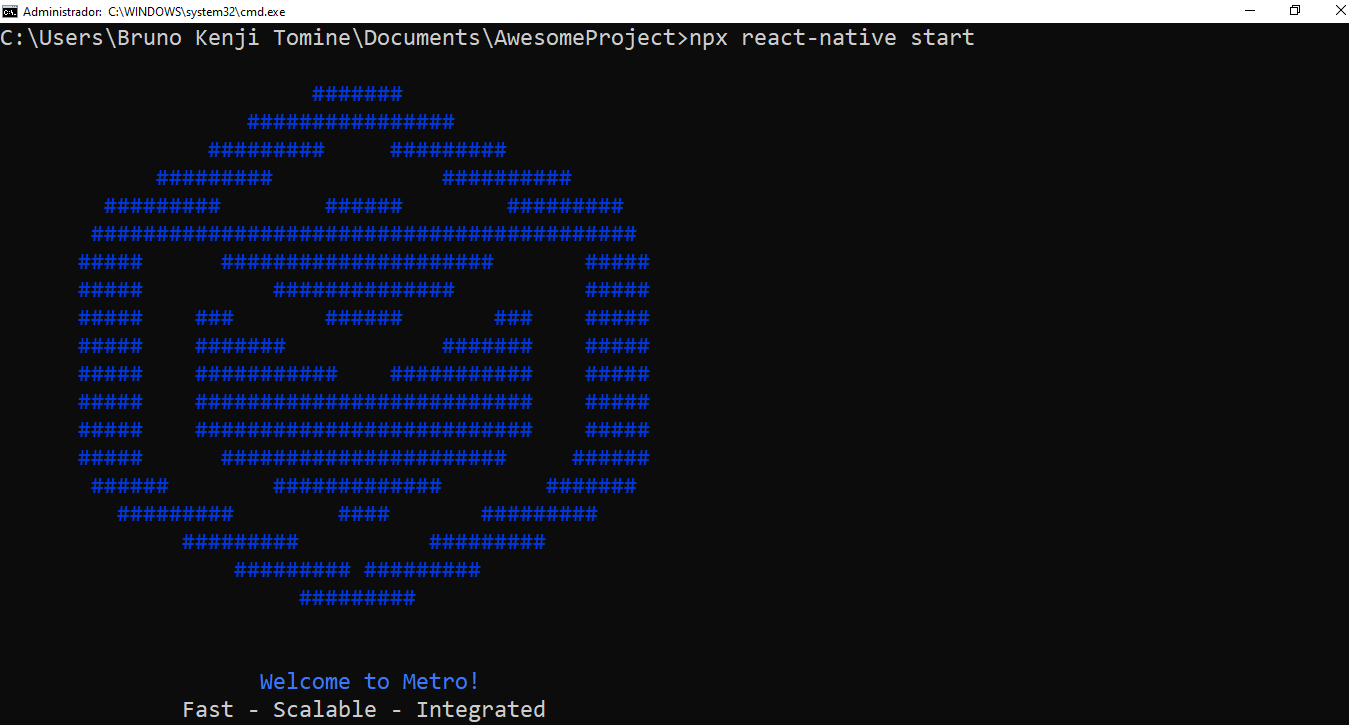 Administrador: C:\WINDOWS\system32\cmd.exe
C:\Users\Bruno Kenji Tomine\Documents\AwesomeProject>npx react-native start
#######
################
#########     #########
#########             ##########
#########        ######        #########
##########################################
#####      #####################       #####
#####          ##############          #####
#####    ###       ######       ###    #####
#####    #######            #######    #####
#####    ###########    ###########    #####
#####    ##########################    #####
#####    ##########################    #####
#####      ######################     ######
######        #############        #######
#########        ####       #########
#########          #########
######### #########
#########
Welcome to Metro!
Fast - Scalable - Integrated